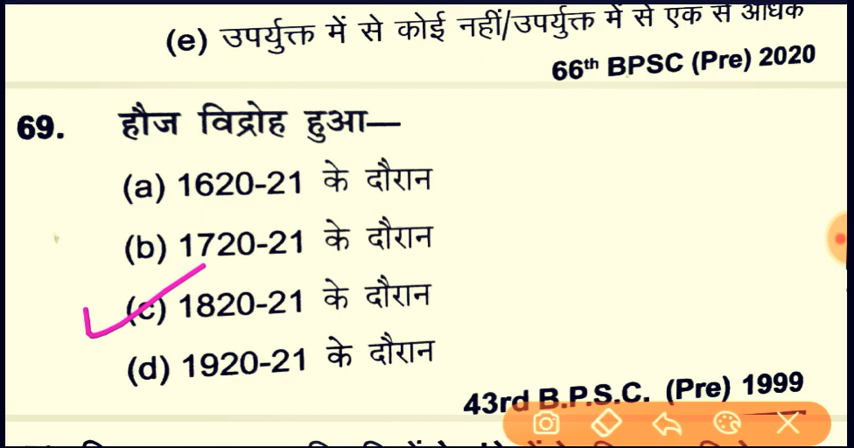 (e) उपर्युक्त में से कोई नहीं/उपर्युक्त में से एक से अधिक
66th BPSC (Pre) 2020
69. हौज विद्रोह हुआ—
(a) 1620-21 के दौरान
(b) 1720-21 के दौरान
(c) 1820-21 के दौरान
(d) 1920-21 के दौरान
43rd B.P.S.C. (Pre) 1999